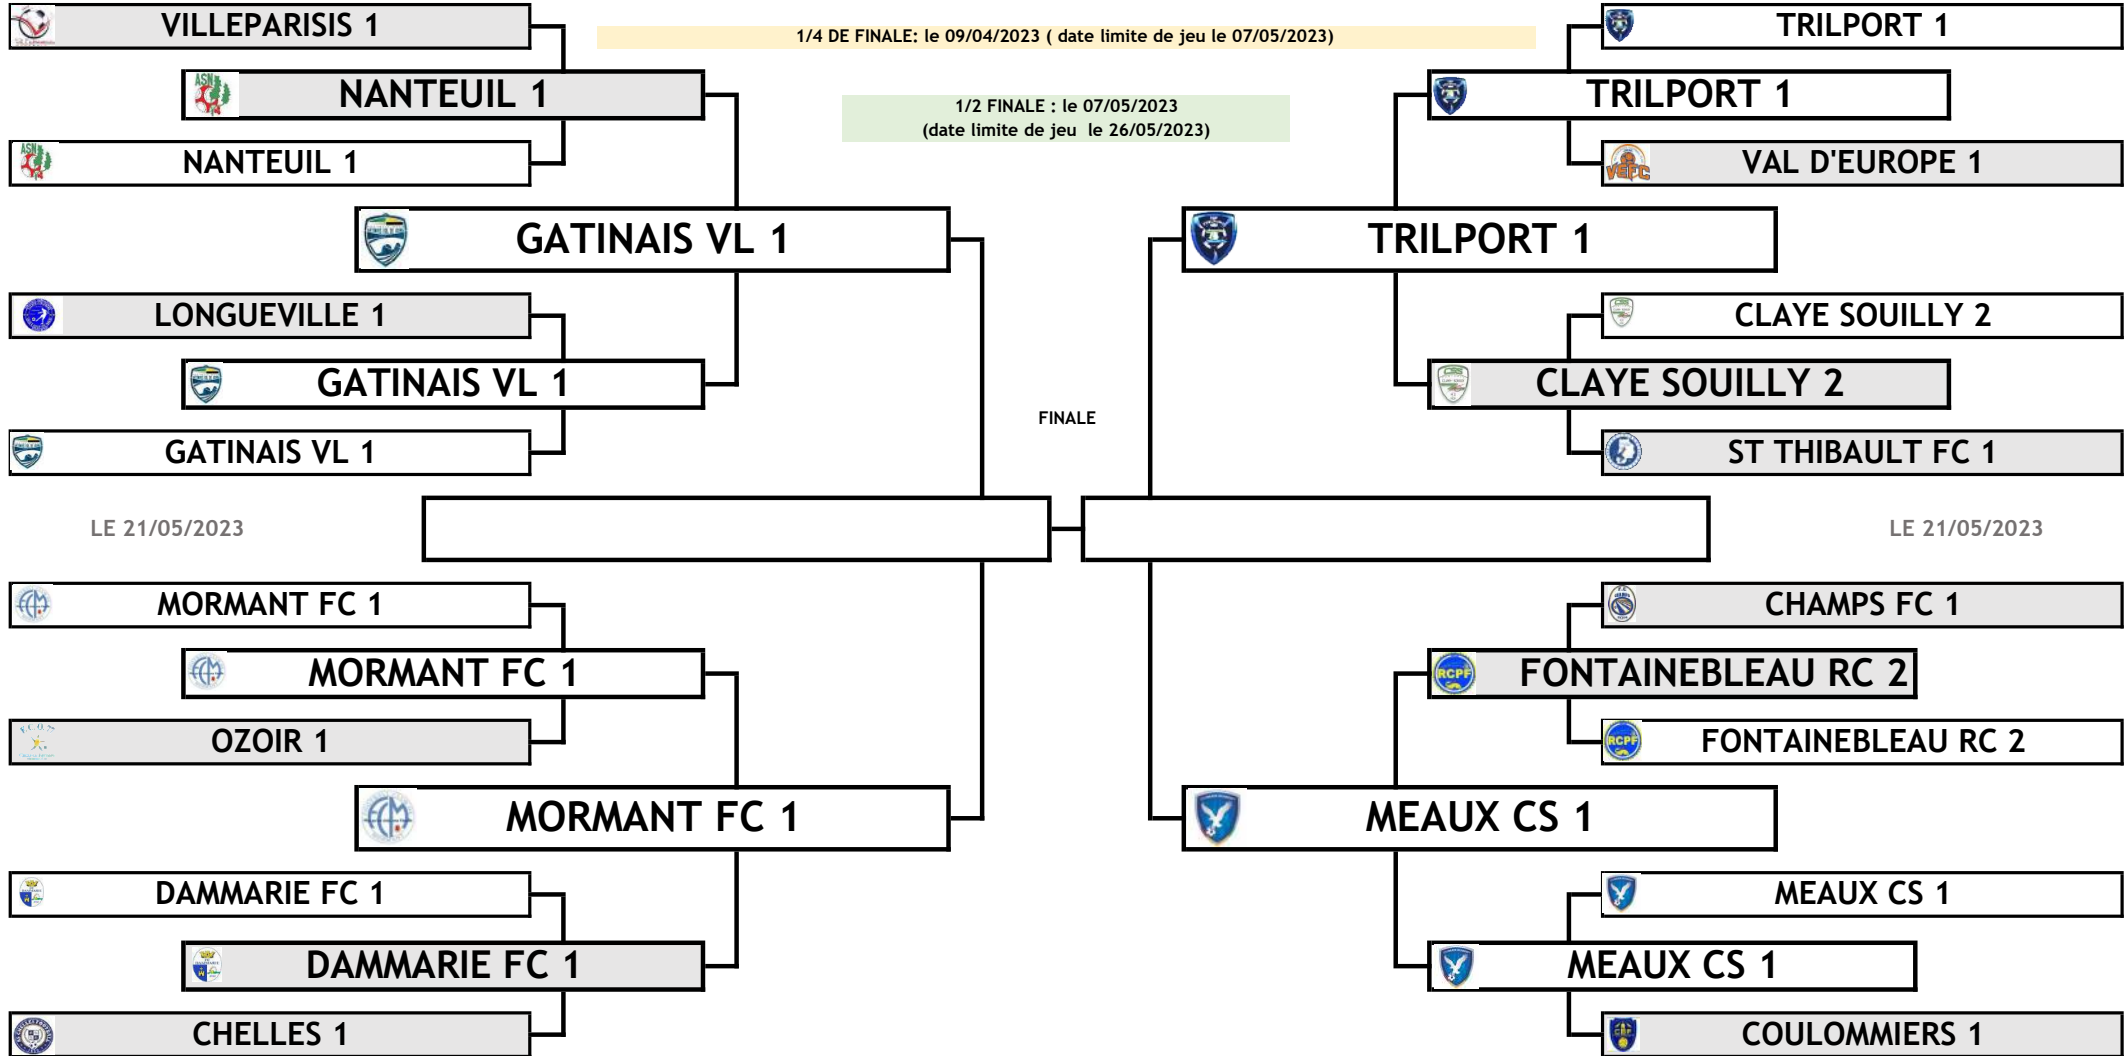 VILLEPARISIS 1
1/4 DE FINALE: le 09/04/2023 ( date limite de jeu le 07/05/2023)
TRILPORT 1
ASN
NANTEUIL 1
1/2 FINALE : le 07/05/2023
(date limite de jeu le 26/05/2023)
TRILPORT 1
ASN
NANTEUIL 1
VEFC
VAL D'EUROPE 1
GATINAIS VL 1
TRILPORT 1
LONGUEVILLE 1
CLAYE SOUILLY 2
GATINAIS VL 1
CSS
CLAYE SOUILLY 2
FINALE
GATINAIS VL 1
ST THIBAULT FC 1
LE 21/05/2023
LE 21/05/2023
MORMANT FC 1
CHAMPS FC 1
MORMANT FC 1
RCPF
FONTAINEBLEAU RC 2
OZOIR 1
RCPF
FONTAINEBLEAU RC 2
MORMANT FC 1
MEAUX CS 1
DAMMARIE FC 1
MEAUX CS 1
DAMMARIE FC 1
MEAUX CS 1
CHELLES 1
COULOMMIERS 1